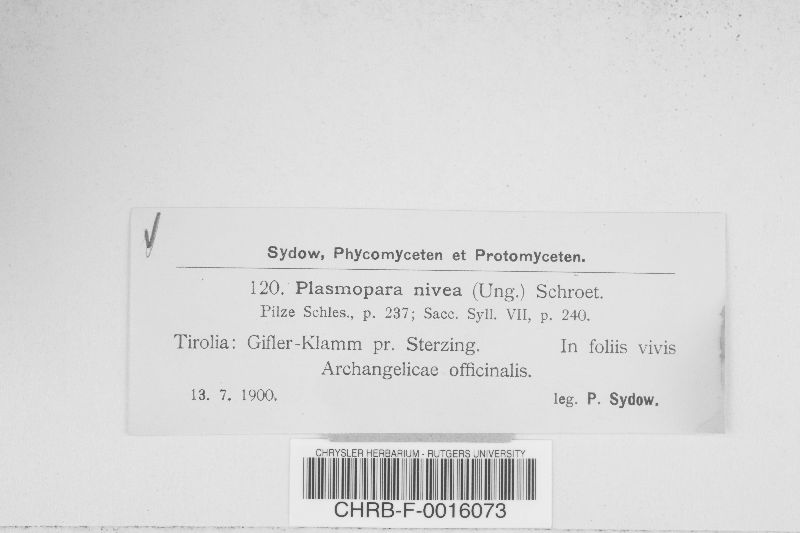 Sydow, Phycomyceten et Protomyceten.
120. Plasmopara nivea (Ung.) Schroet.
Pilze Schles., p. 237; Sacc. Syll. VII, p. 240.
Tirolia: Gifler-Klamm pr. Sterzing. In foliis vivis
Archangelicae officinalis.
13. 7. 1900. leg. P. Sydow.
CHRYSLER HERBARIUM - RUTGERS UNIVERSITY
CHRB-F-0016073